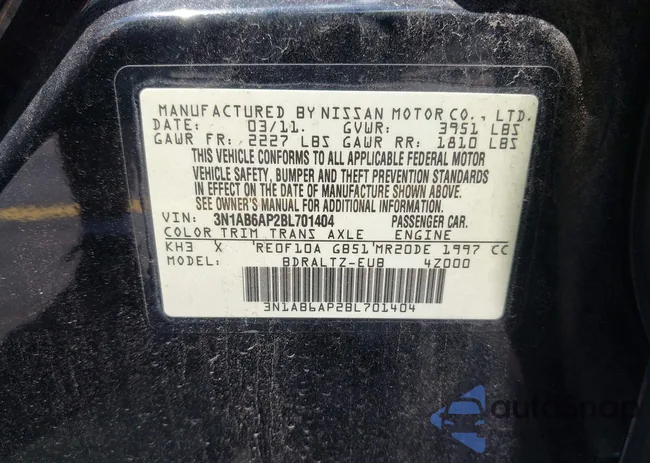 MANUFACTURED BY NISSAN MOTOR CO., LTD.
DATE: 03/11. GVWR: 3951 LBS
GAWR FR: 2227 LBS GAWR RR: 1810 LBS
THIS VEHICLE CONFORMS TO ALL APPLICABLE FEDERAL MOTOR
VEHICLE SAFETY, BUMPER AND THEFT PREVENTION STANDARDS
IN EFFECT ON THE DATE OF MANUFACTURE SHOWN ABOVE.
SEE OWNER'S MANUAL FOR ADDITIONAL INFORMATION.
VIN: 3N1AB6AP2BL701404 PASSENGER CAR.
COLOR TRIM TRANS AXLE ENGINE
KH3 X 'RE0F10A GB51'MR20DE 1997 CC
MODEL: BDRALTZ-EUB 4Z000
3N1AB6AP2BL701404
autosnap